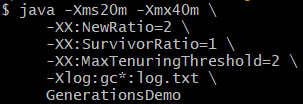 $ java -Xms20m -Xmx40m \
-XX:NewRatio=2 \
-XX:SurvivorRatio=1 \
-XX:MaxTenuringThreshold=2 \
-Xlog:gc*:log.txt \
GenerationsDemo